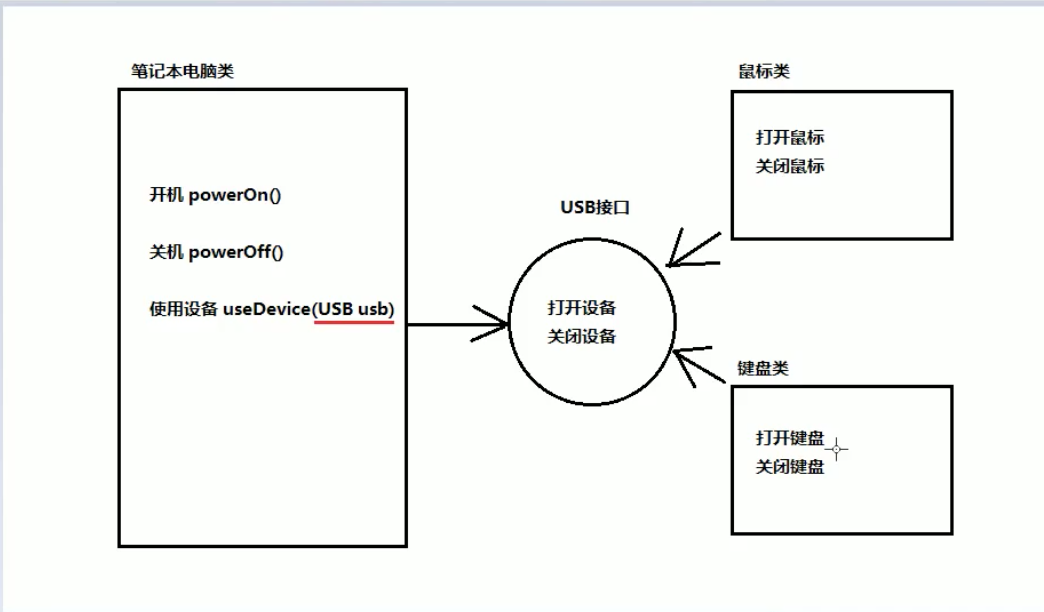 笔记本电脑类
开机 powerOn()
关机 powerOff()
使用设备 useDevice(USB usb)
USB接口
打开设备
关闭设备
鼠标类
打开鼠标
关闭鼠标
键盘类
打开键盘
关闭键盘